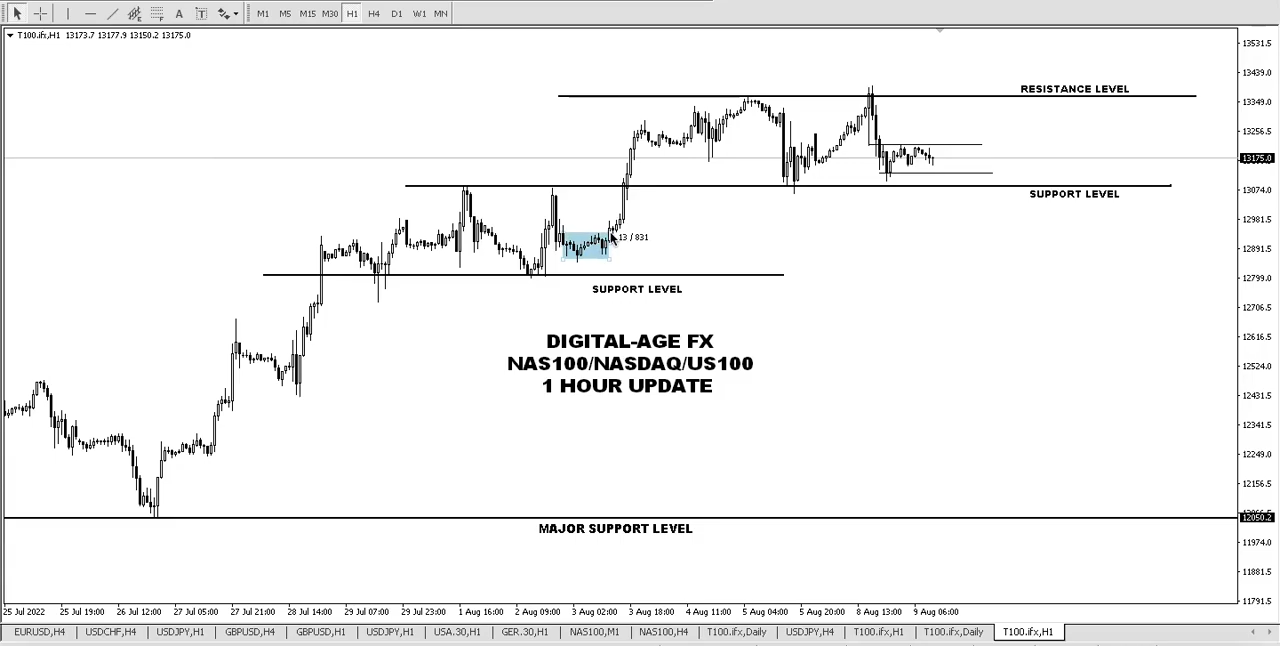 A T
M1 M5 M15 M30 H1 H4 D1 W1 MN
T100.ifx,H1 13173.7 13177.9 13150.2 13175.0
13531.5
13439.0
RESISTANCE LEVEL
13349.0
13256.5
13175.0
13074.0
SUPPORT LEVEL
12981.5
13 / 831
12891.5
12799.0
SUPPORT LEVEL
12706.5
DIGITAL-AGE FX
12616.5
NAS100/NASDAQ/US100
12524.0
1 HOUR UPDATE
12431.5
12341.5
12249.0
12156.5
12050.2
MAJOR SUPPORT LEVEL
11974.0
11881.5
11791.5
25 Jul 2022 25 Jul 19:00 26 Jul 12:00 27 Jul 05:00 27 Jul 21:00 28 Jul 14:00 29 Jul 07:00 29 Jul 23:00 1 Aug 16:00 2 Aug 09:00 3 Aug 02:00 3 Aug 18:00 4 Aug 11:00 5 Aug 04:00 5 Aug 20:00 8 Aug 13:00 9 Aug 06:00
EURUSD,H4 USDCHF,H4 USDJPY,H1 GBPUSD,H4 GBPUSD,H1 USDJPY,H1 USA.30,H1 GER.30,H1 NAS100,M1 NAS100,H4 T100.ifx,Daily USDJPY,H4 T100.ifx,H1 T100.ifx,Daily T100.ifx,H1